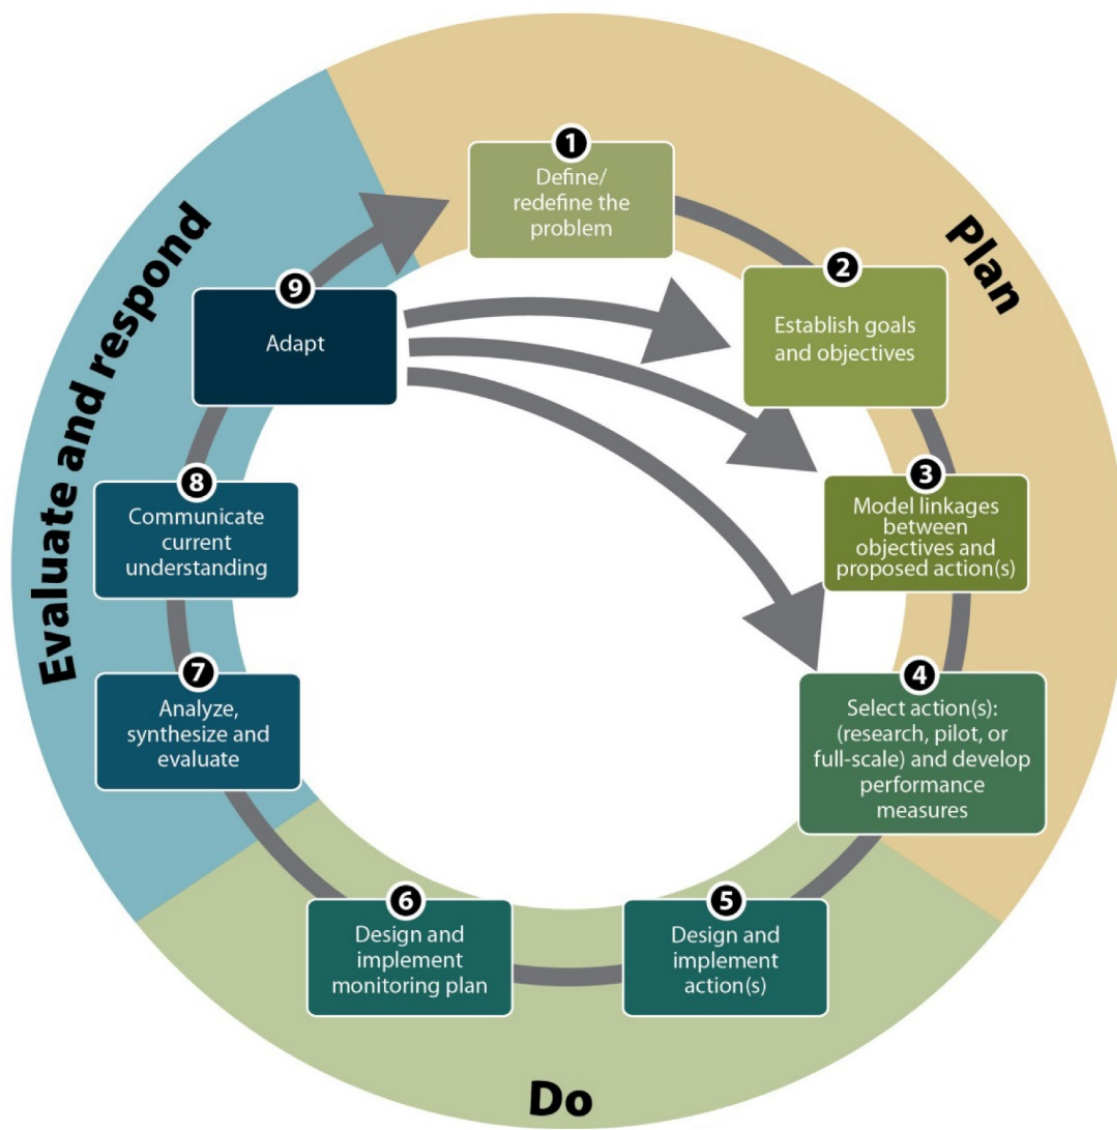 Plan
1
Define/
redefine the
problem
2
Establish goals
and objectives
3
Model linkages
between
objectives and
proposed action(s)
4
Select action(s):
(research, pilot, or
full-scale) and develop
performance
measures
Do
5
Design and
implement
action(s)
6
Design and
implement
monitoring plan
Evaluate and respond
7
Analyze,
synthesize and
evaluate
8
Communicate
current
understanding
9
Adapt